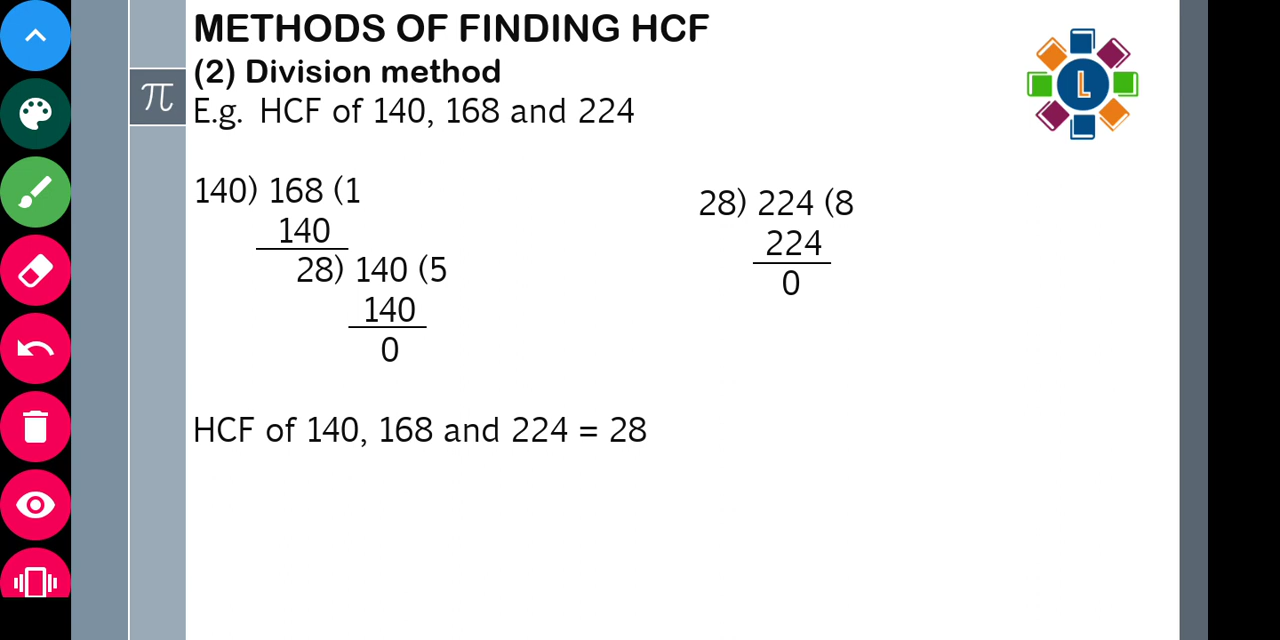 METHODS OF FINDING HCF
(2) Division method
π
E.g. HCF of 140, 168 and 224
L
140) 168 (1
140
28) 140 (5
140
0
28) 224 (8
224
0
HCF of 140, 168 and 224 = 28